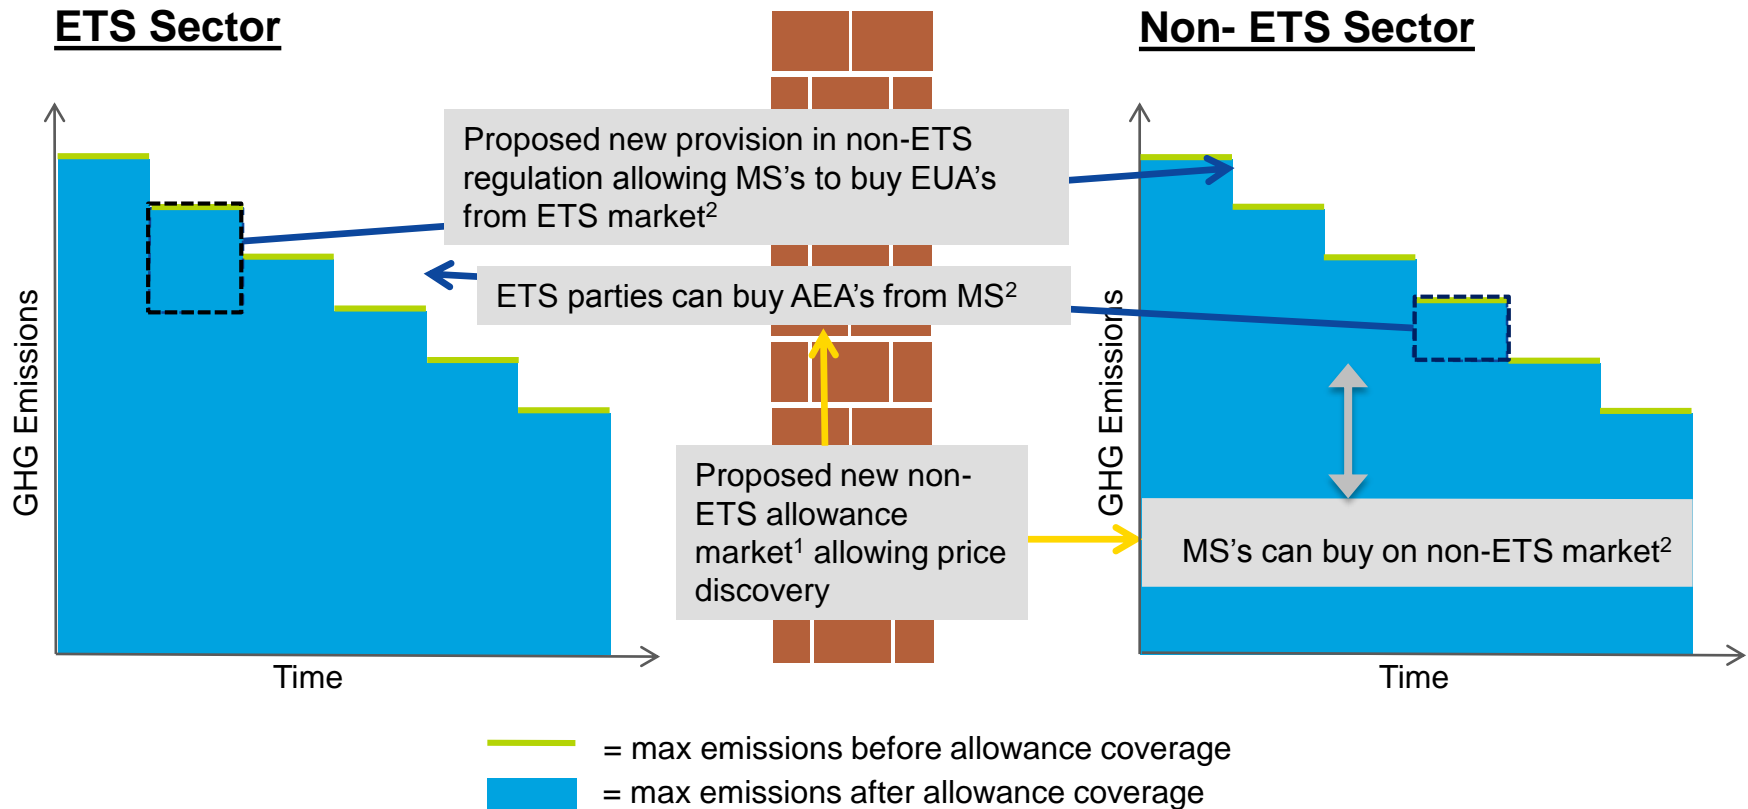 ETS Sector
Non- ETS Sector
Proposed new provision in non-ETS
regulation allowing MS’s to buy EUA’s
from ETS market²
ETS parties can buy AEA’s from MS²
GHG Emissions
GHG Emissions
Proposed new non-
ETS allowance
market¹ allowing price
discovery
MS’s can buy on non-ETS market²
Time
Time
= max emissions before allowance coverage
= max emissions after allowance coverage